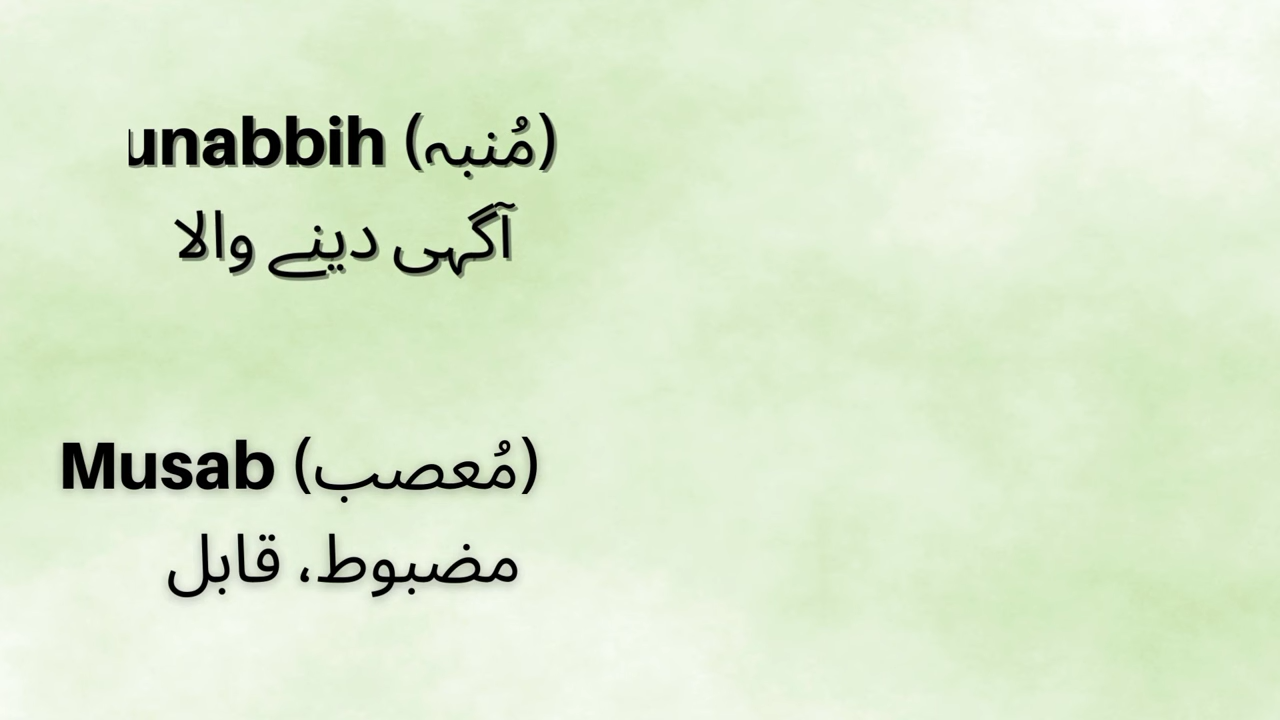 unabbih (مُنبہ)
آگہی دینے والا
Musab (مُعصب)
مضبوط، قابل